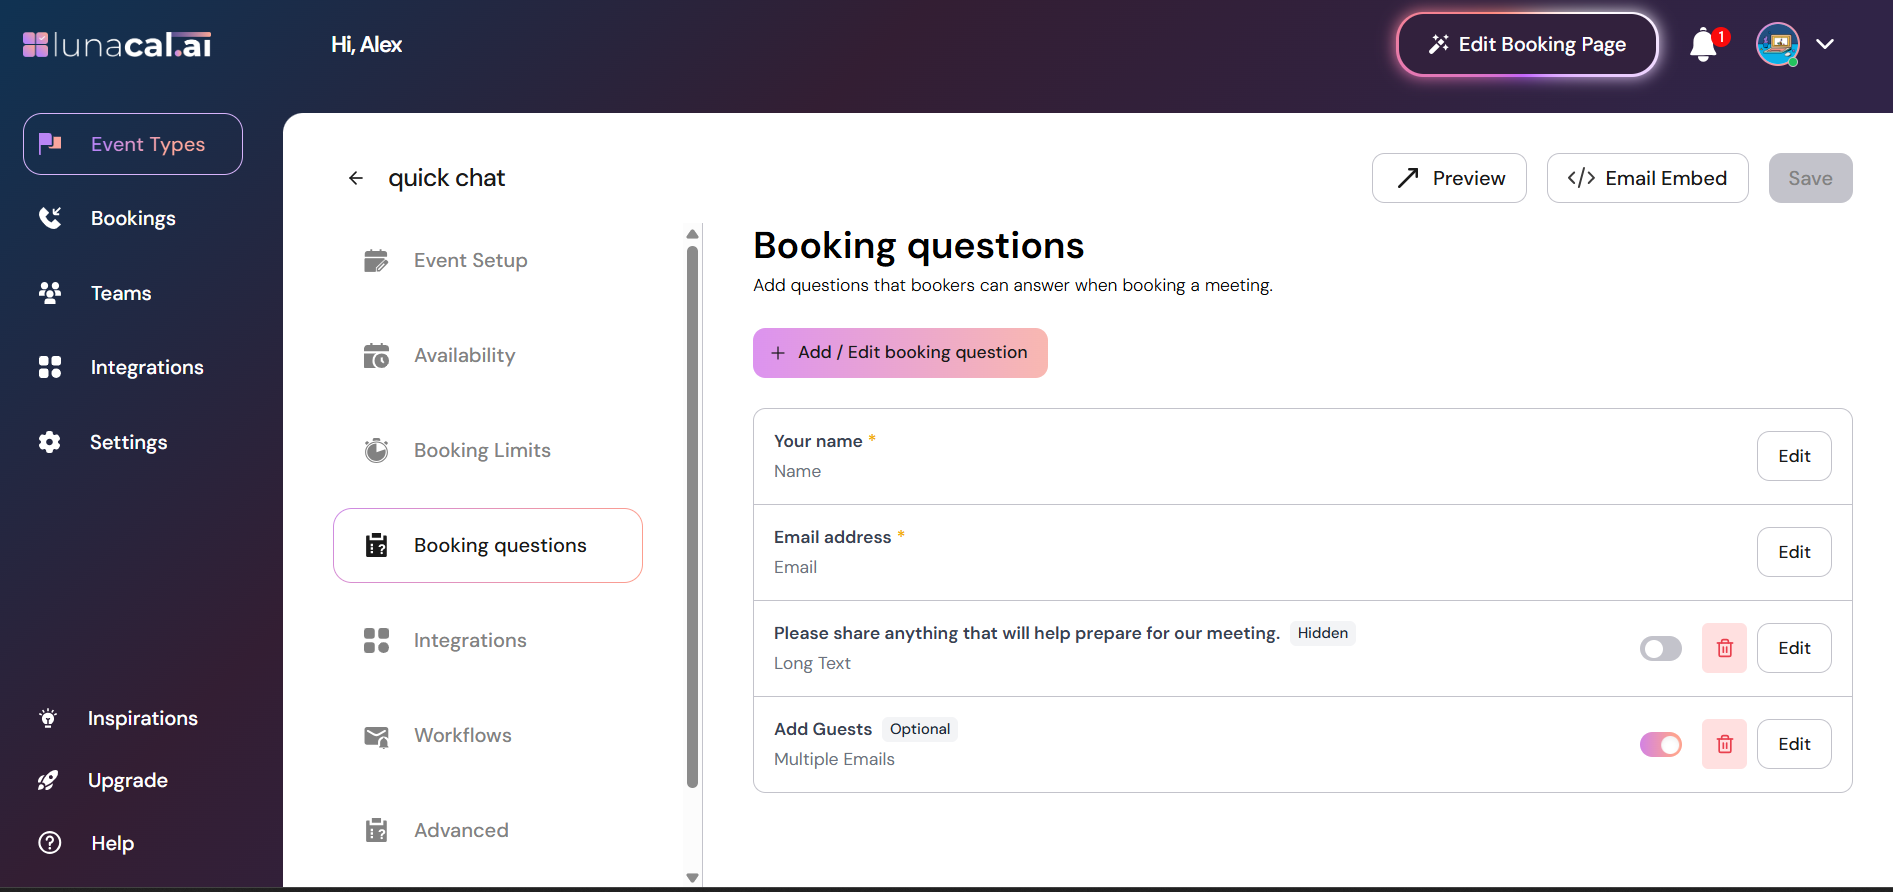 lunacal.ai
Hi, Alex
Edit Booking Page
1
Event Types
Bookings
Teams
Integrations
Settings
Inspirations
Upgrade
Help
quick chat
Preview
</> Email Embed
Save
Event Setup
Availability
Booking Limits
Booking questions
Integrations
Workflows
Advanced
Booking questions
Add questions that bookers can answer when booking a meeting.
+ Add / Edit booking question
Your name *
Name
Edit
Email address *
Email
Edit
Please share anything that will help prepare for our meeting. Hidden
Long Text
Edit
Add Guests Optional
Multiple Emails
Edit